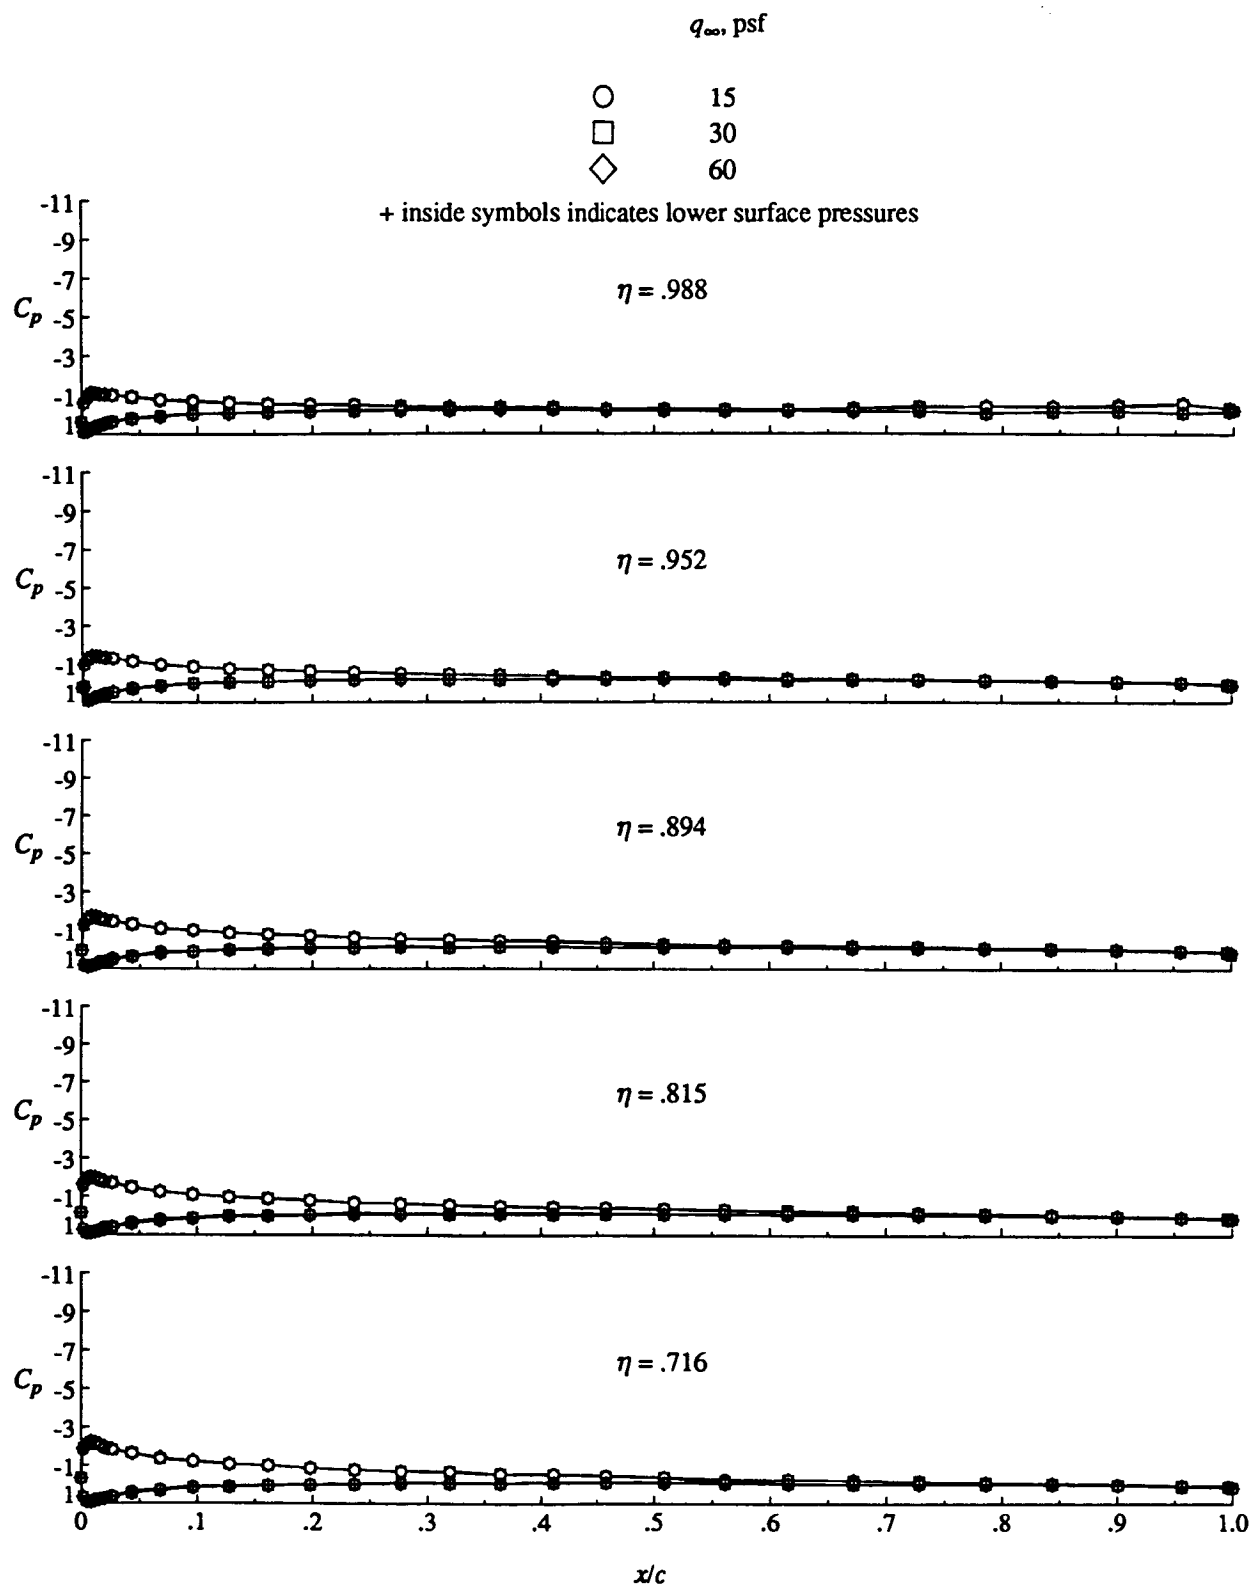 q∞, psf
15
30
60
+ inside symbols indicates lower surface pressures
-11
-9
-7
Cp -5
-3
-1
1
η = .988
-11
-9
-7
Cp -5
-3
-1
1
η = .952
-11
-9
-7
Cp -5
-3
-1
1
η = .894
-11
-9
-7
Cp -5
-3
-1
1
η = .815
-11
-9
-7
Cp -5
-3
-1
1
η = .716
0 .1 .2 .3 .4 .5 .6 .7 .8 .9 1.0
x/c